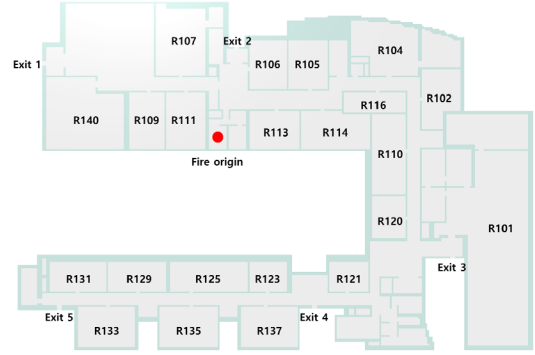 R107
Exit 2
R104
Exit 1
R106
R105
R102
R116
R140
R109
R111
R113
R114
Fire origin
R110
R120
R101
R131
R129
R125
R123
R121
Exit 3
Exit 5
Exit 4
R133
R135
R137